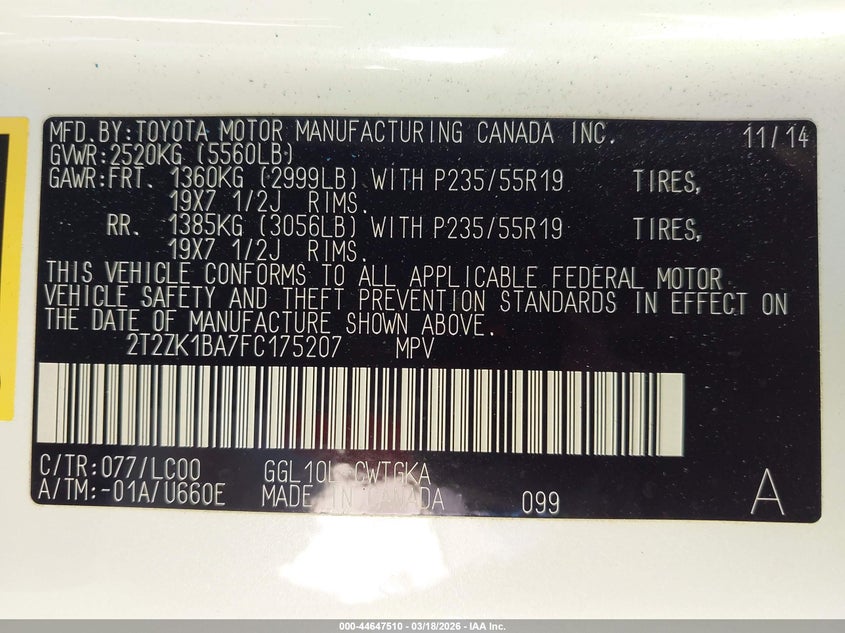 MFD.BY:TOYOTA MOTOR MANUFACTURING CANADA INC. 11/14
GVWR:2520KG (5560LB)
GAWR:FRT. 1360KG (2999LB) WITH P235/55R19 TIRES,
19X7 1/2J RIMS.
RR. 1385KG (3056LB) WITH P235/55R19 TIRES,
19X7 1/2J RIMS.
THIS VEHICLE CONFORMS TO ALL APPLICABLE FEDERAL MOTOR
VEHICLE SAFETY AND THEFT PREVENTION STANDARDS IN EFFECT ON
THE DATE OF MANUFACTURE SHOWN ABOVE.
2T2ZK1BA7FC175207 MPV
C/TR:077/LC00 GGL10L-CWTGKA
A/TM:-01A/U660E MADE IN CANADA 099 A
000-44647510 - 03/18/2026 - IAA Inc.